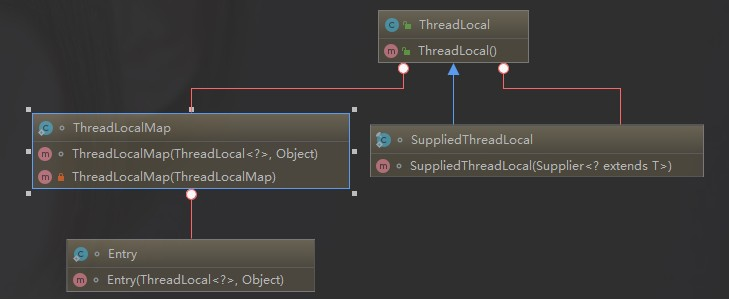 ThreadLocal
ThreadLocal()
ThreadLocalMap
ThreadLocalMap(ThreadLocal<?>, Object)
ThreadLocalMap(ThreadLocalMap)
SuppliedThreadLocal
SuppliedThreadLocal(Supplier<? extends T>)
Entry
Entry(ThreadLocal<?>, Object)